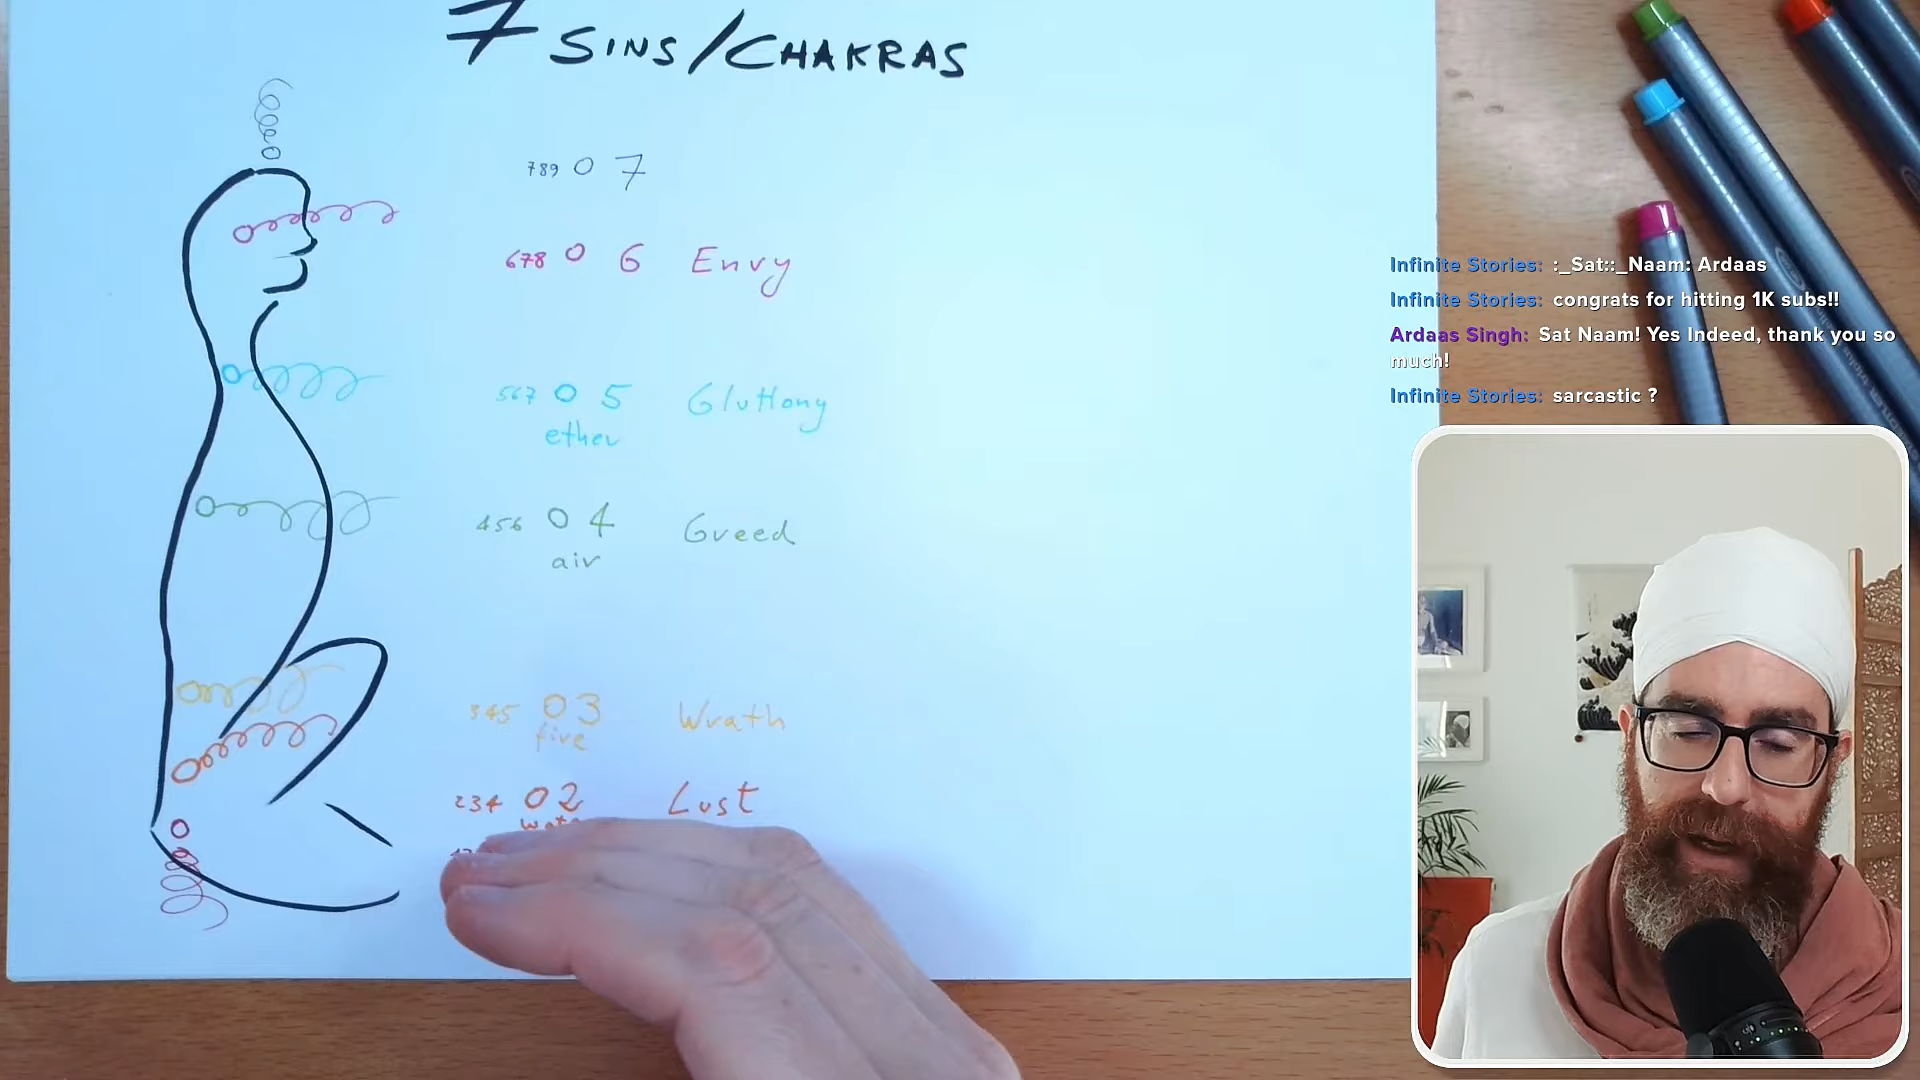 7 SINS/CHAKRAS
789 0 7
678 0 6 Envy
567 0 5 Gluttony
ether
456 0 4 Greed
air
345 0 3 Wrath
fire
234 0 2 Lust
Infinite Stories: :_Sat::_Naam: Ardaas
Infinite Stories: congrats for hitting 1K subs!!
Ardaas Singh: Sat Naam! Yes Indeed, thank you so
much!
Infinite Stories: sarcastic ?